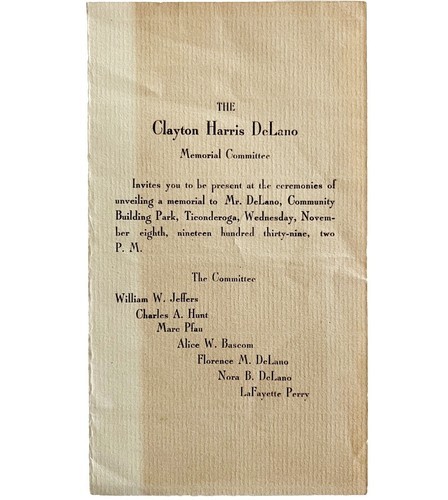 THE
Clayton Harris DeLano
Memorial Committee
Invites you to be present at the ceremonies of
unveiling a memorial to Mr. DeLano, Community
Building Park, Ticonderoga, Wednesday, Novem-
ber eighth, nineteen hundred thirty-nine, two
P. M.
The Committee
William W. Jeffers
Charles A. Hunt
Marc Pfau
Alice W. Bascom
Florence M. DeLano
Nora B. DeLano
LaFayette Perry